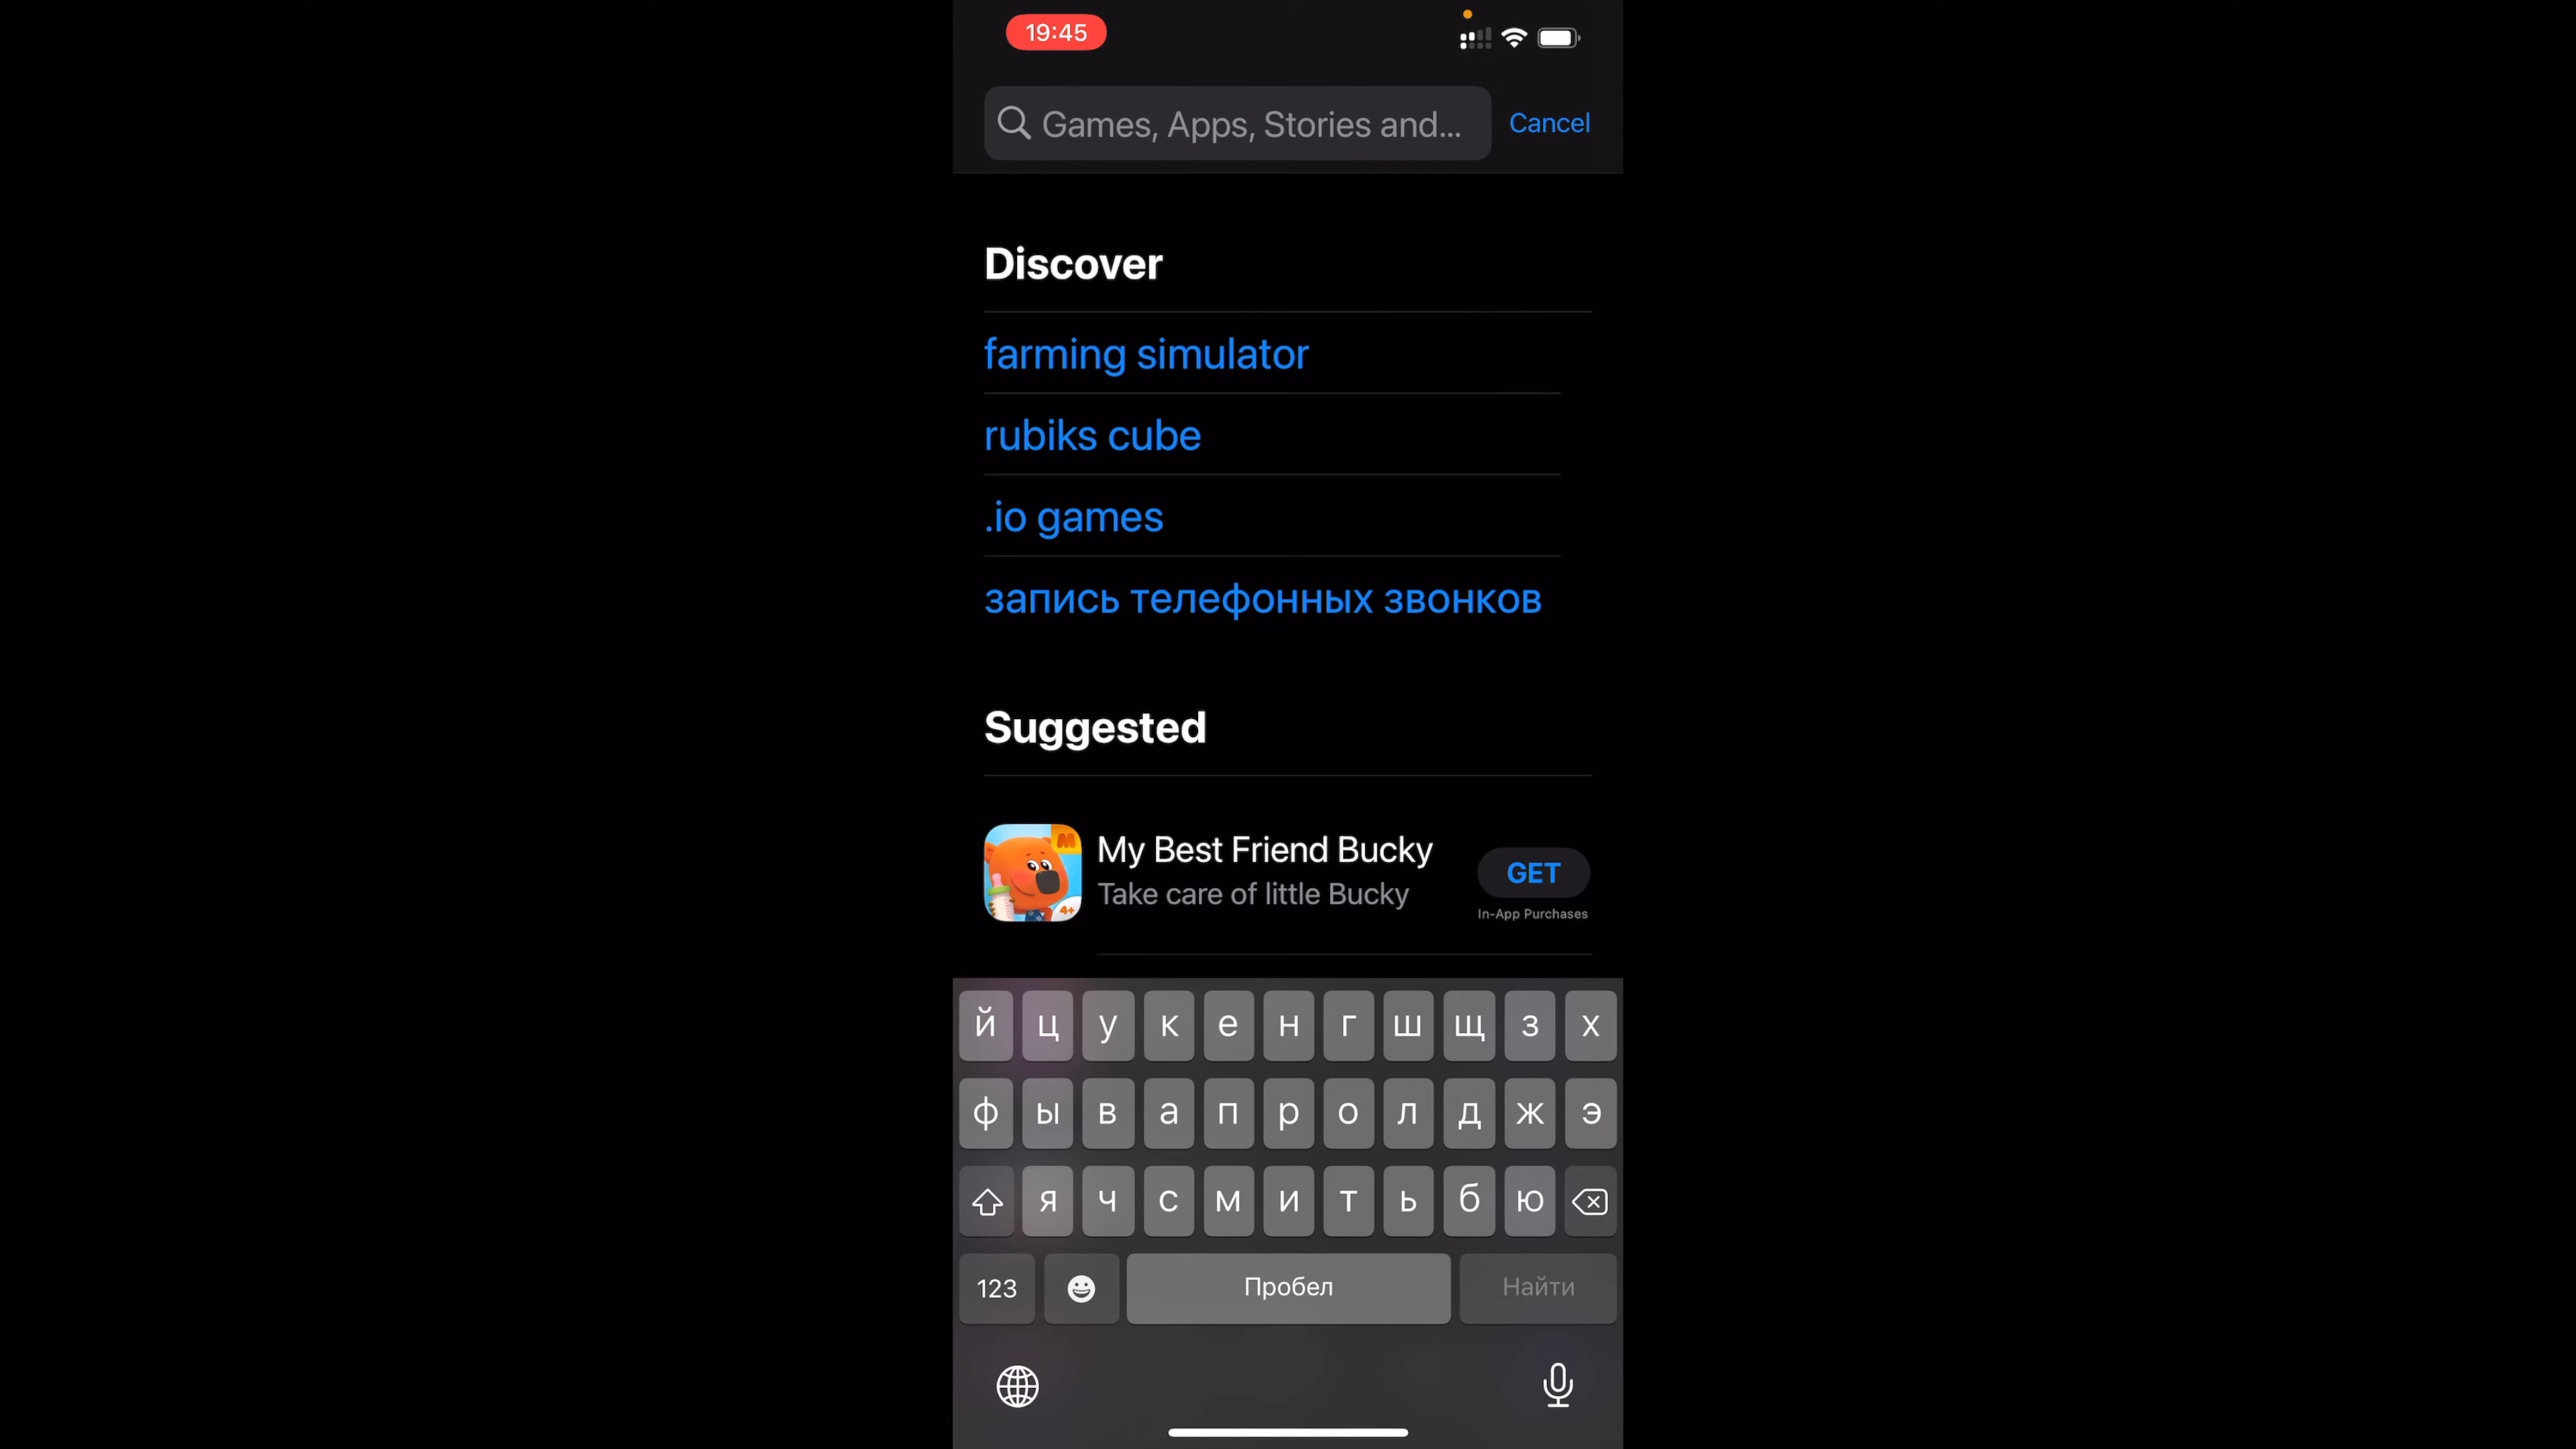 19:45
Games, Apps, Stories and...
Cancel
Discover
farming simulator
rubiks cube
.io games
запись телефонных звонков
Suggested
My Best Friend Bucky
Take care of little Bucky
GET
In-App Purchases
4+
й ц у к е н г ш щ з х
ф ы в а п р о л д ж э
я ч с м и т ь б ю
123 Пробел Найти